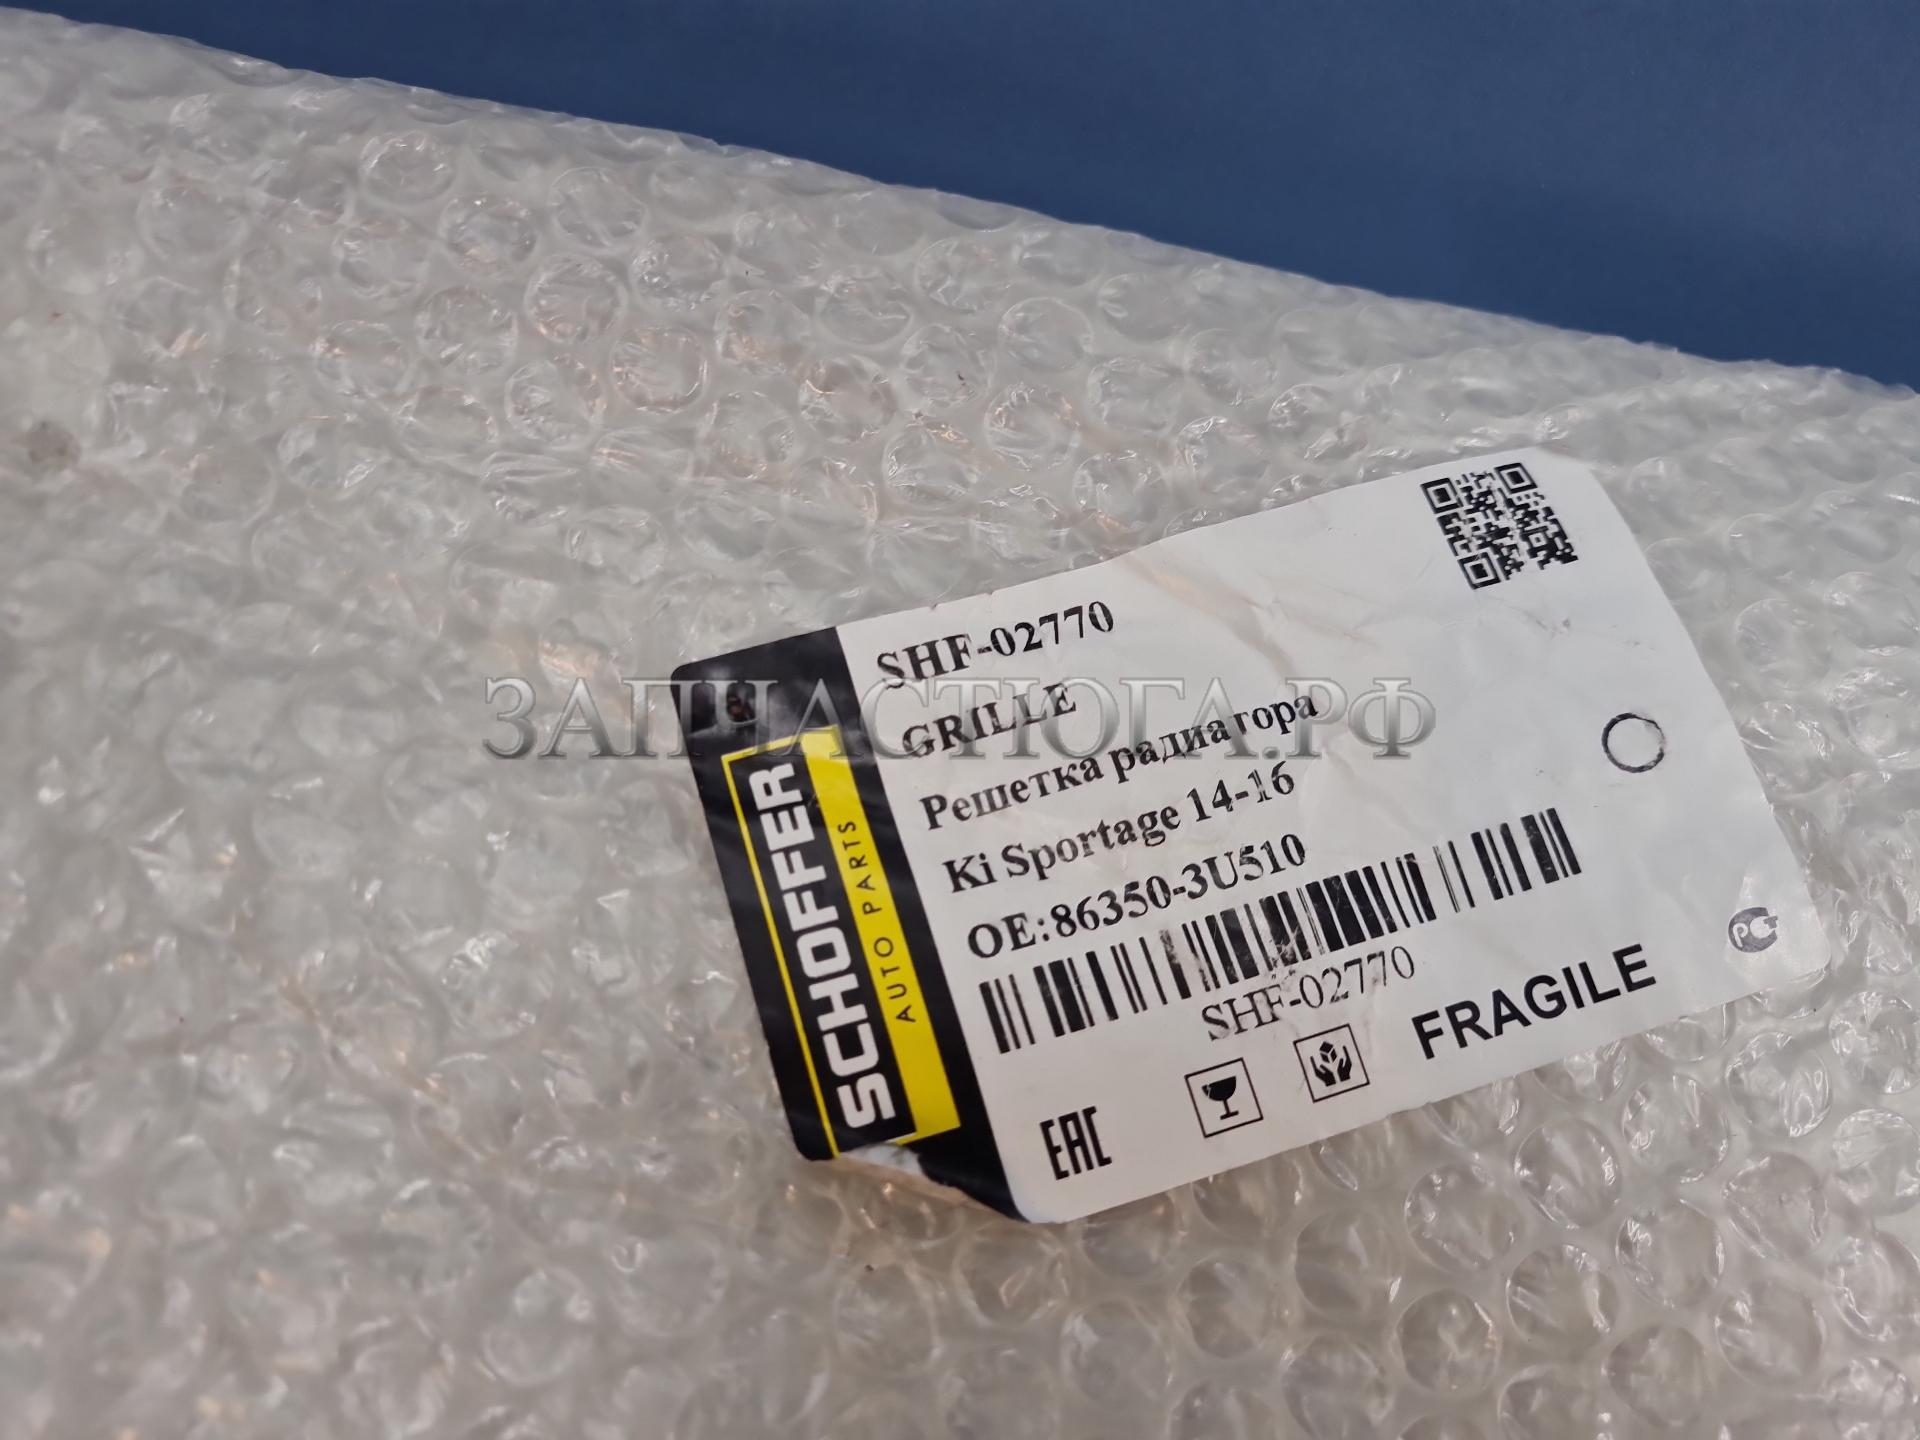 SHF-02770
GRILLE
ЗАПЧАСТЮГА.РФ
Решетка радиатора
Ki Sportage 14-16
OE:86350-3U510
SHF-02770
FRAGILE
EAC
РСТ
SCHOFFER
AUTO PARTS